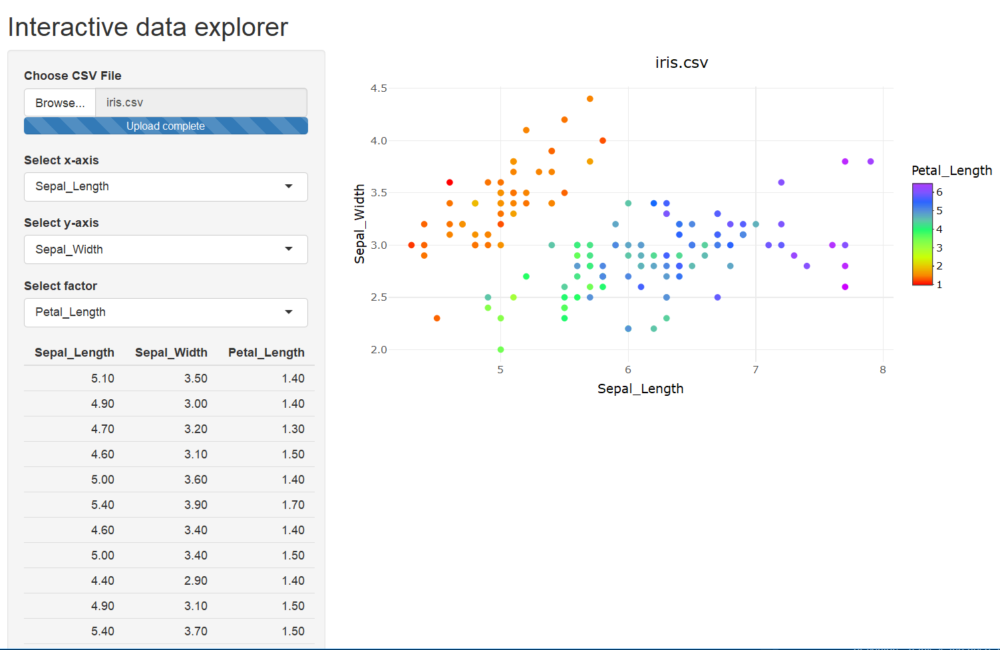 Interactive data explorer
Choose CSV File
Browse... iris.csv
Upload complete
Select x-axis
Sepal_Length
Select y-axis
Sepal_Width
Select factor
Petal_Length
Sepal_Length Sepal_Width Petal_Length
5.10 3.50 1.40
4.90 3.00 1.40
4.70 3.20 1.30
4.60 3.10 1.50
5.00 3.60 1.40
5.40 3.90 1.70
4.60 3.40 1.40
5.00 3.40 1.50
4.40 2.90 1.40
4.90 3.10 1.50
5.40 3.70 1.50
iris.csv
4.5
4.0
3.5
3.0
2.5
2.0
Sepal_Width
5 6 7 8
Sepal_Length
Petal_Length
6
5
4
3
2
1